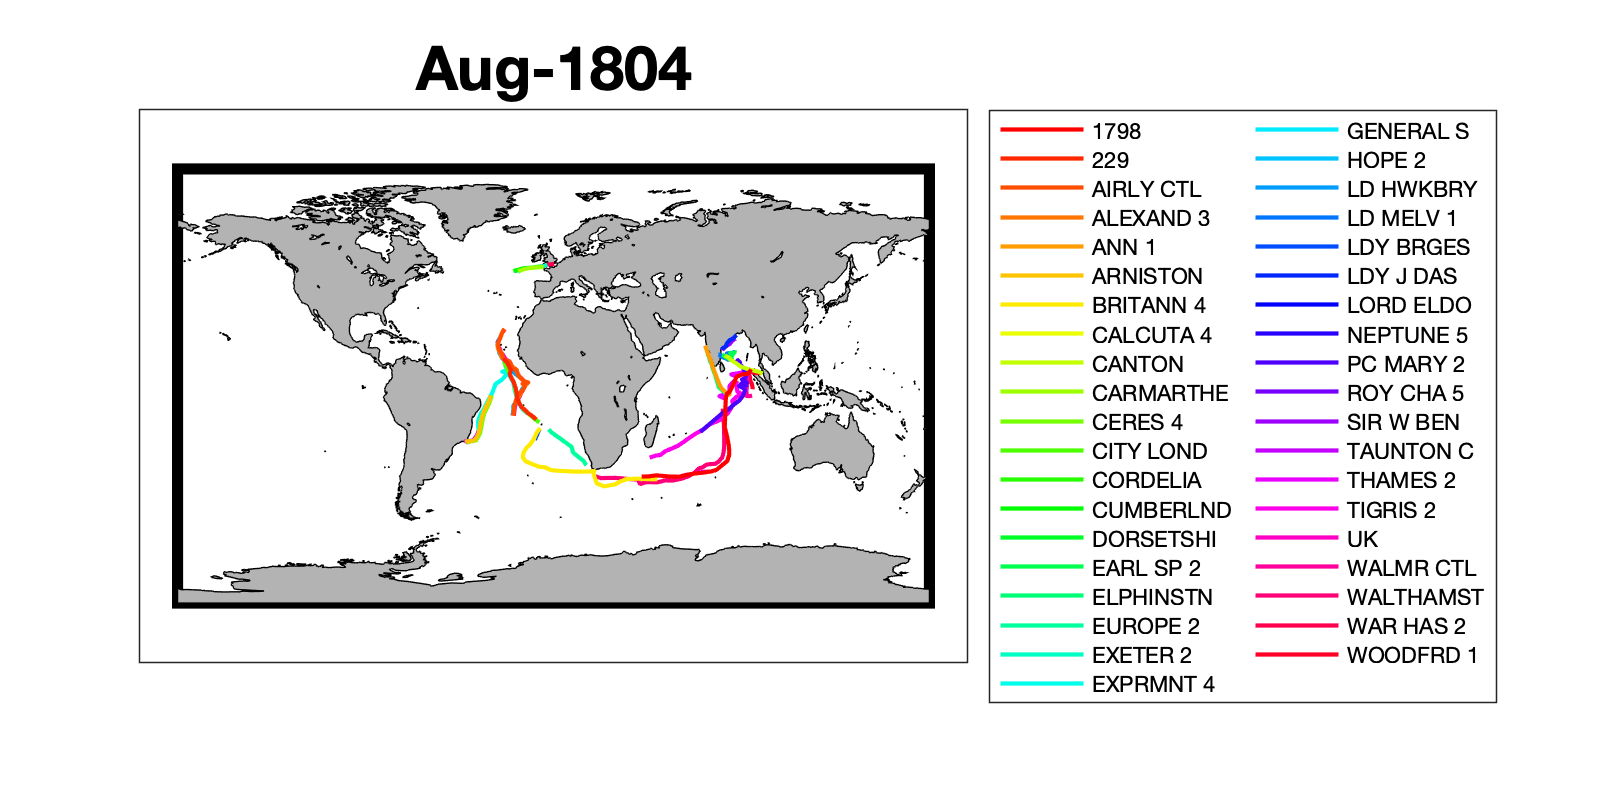 Aug-1804
1798
229
AIRLY CTL
ALEXAND 3
ANN 1
ARNISTON
BRITANN 4
CALCUTA 4
CANTON
CARMARTHE
CERES 4
CITY LOND
CORDELIA
CUMBERLND
DORSETSHI
EARL SP 2
ELPHINSTN
EUROPE 2
EXETER 2
EXPRMNT 4
GENERAL S
HOPE 2
LD HWKBRY
LD MELV 1
LDY BRGES
LDY J DAS
LORD ELDO
NEPTUNE 5
PC MARY 2
ROY CHA 5
SIR W BEN
TAUNTON C
THAMES 2
TIGRIS 2
UK
WALMR CTL
WALTHAMST
WAR HAS 2
WOODFRD 1